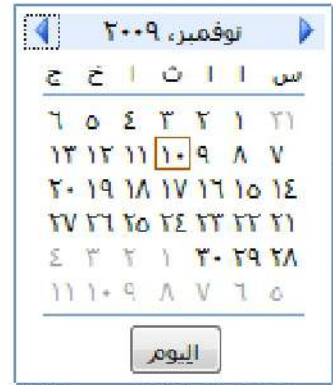 نوفمبر، ٢٠٠٩
س ا ا ث ا خ ج
٣١ ١ ٢ ٣ ٤ ٥ ٦
٧ ٨ ٩ ١٠ ١١ ١٢ ١٣
١٤ ١٥ ١٦ ١٧ ١٨ ١٩ ٢٠
٢١ ٢٢ ٢٣ ٢٤ ٢٥ ٢٦ ٢٧
٢٨ ٢٩ ٣٠ ١ ٢ ٣ ٤
٥ ٦ ٧ ٨ ٩ ١٠ ١١
اليوم